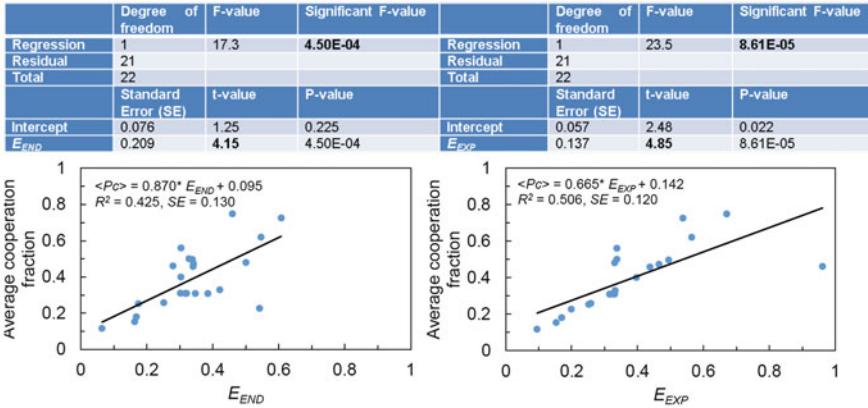 Degree of freedom F-value Significant F-value
Regression 1 17.3 4.50E-04
Residual 21
Total 22
Standard Error (SE) t-value P-value
Intercept 0.076 1.25 0.225
E_END 0.209 4.15 4.50E-04
Degree of freedom F-value Significant F-value
Regression 1 23.5 8.61E-05
Residual 21
Total 22
Standard Error (SE) t-value P-value
Intercept 0.057 2.48 0.022
E_EXP 0.137 4.85 8.61E-05
Average cooperation
fraction
1
0.8
0.6
0.4
0.2
0
<Pc> = 0.870* E_END + 0.095
R² = 0.425, SE = 0.130
0 0.2 0.4 0.6 0.8 1
E_END
Average cooperation
fraction
1
0.8
0.6
0.4
0.2
0
<Pc> = 0.665* E_EXP + 0.142
R² = 0.506, SE = 0.120
0 0.2 0.4 0.6 0.8 1
E_EXP